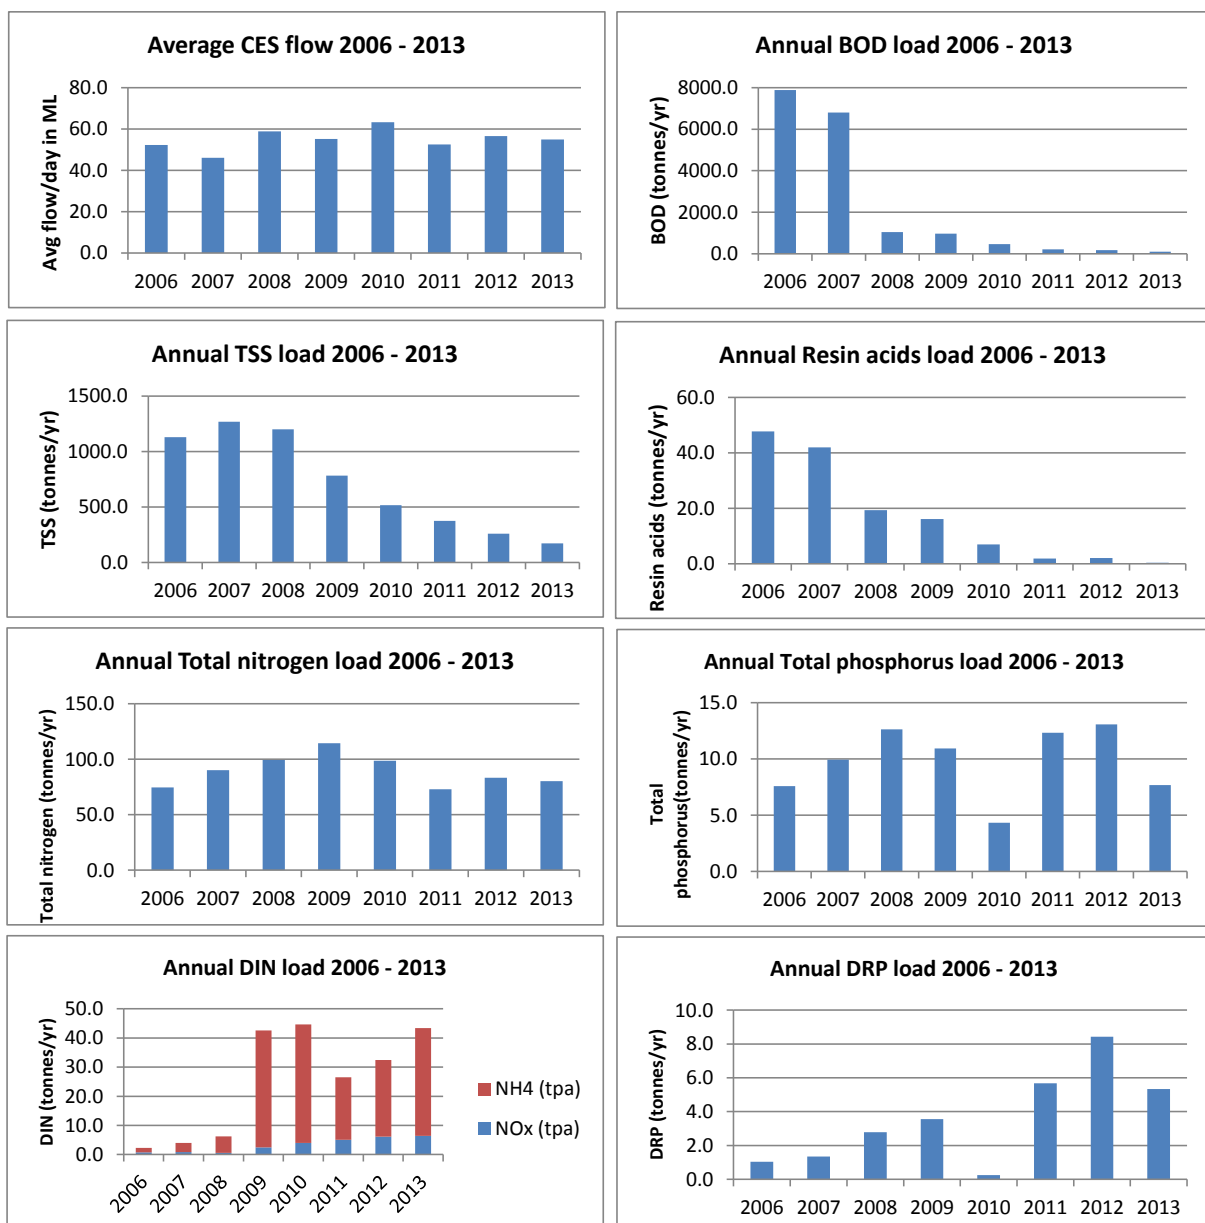 Average CES flow 2006 - 2013
Avg flow/day in ML
80.0
60.0
40.0
20.0
0.0
2006 2007 2008 2009 2010 2011 2012 2013
Annual BOD load 2006 - 2013
BOD (tonnes/yr)
8000.0
6000.0
4000.0
2000.0
0.0
2006 2007 2008 2009 2010 2011 2012 2013
Annual TSS load 2006 - 2013
TSS (tonnes/yr)
1500.0
1000.0
500.0
0.0
2006 2007 2008 2009 2010 2011 2012 2013
Annual Resin acids load 2006 - 2013
Resin acids (tonnes/yr)
60.0
40.0
20.0
0.0
2006 2007 2008 2009 2010 2011 2012 2013
Annual Total nitrogen load 2006 - 2013
Total nitrogen (tonnes/yr)
150.0
100.0
50.0
0.0
2006 2007 2008 2009 2010 2011 2012 2013
Annual Total phosphorus load 2006 - 2013
Total
phosphorus(tonnes/yr)
15.0
10.0
5.0
0.0
2006 2007 2008 2009 2010 2011 2012 2013
Annual DIN load 2006 - 2013
DIN (tonnes/yr)
50.0
40.0
30.0
20.0
10.0
0.0
2006 2007 2008 2009 2010 2011 2012 2013
NH4 (tpa)
NOx (tpa)
Annual DRP load 2006 - 2013
DRP (tonnes/yr)
10.0
8.0
6.0
4.0
2.0
0.0
2006 2007 2008 2009 2010 2011 2012 2013